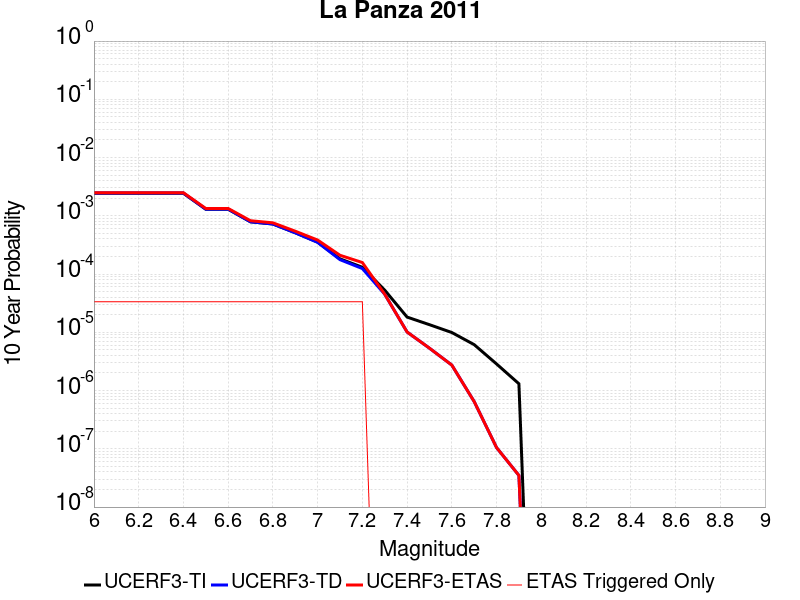 La Panza 2011
10^0
10^-1
10^-2
10^-3
10^-4
10^-5
10^-6
10^-7
10^-8
10 Year Probability
6 6.2 6.4 6.6 6.8 7 7.2 7.4 7.6 7.8 8 8.2 8.4 8.6 8.8 9
Magnitude
UCERF3-TI UCERF3-TD UCERF3-ETAS ETAS Triggered Only